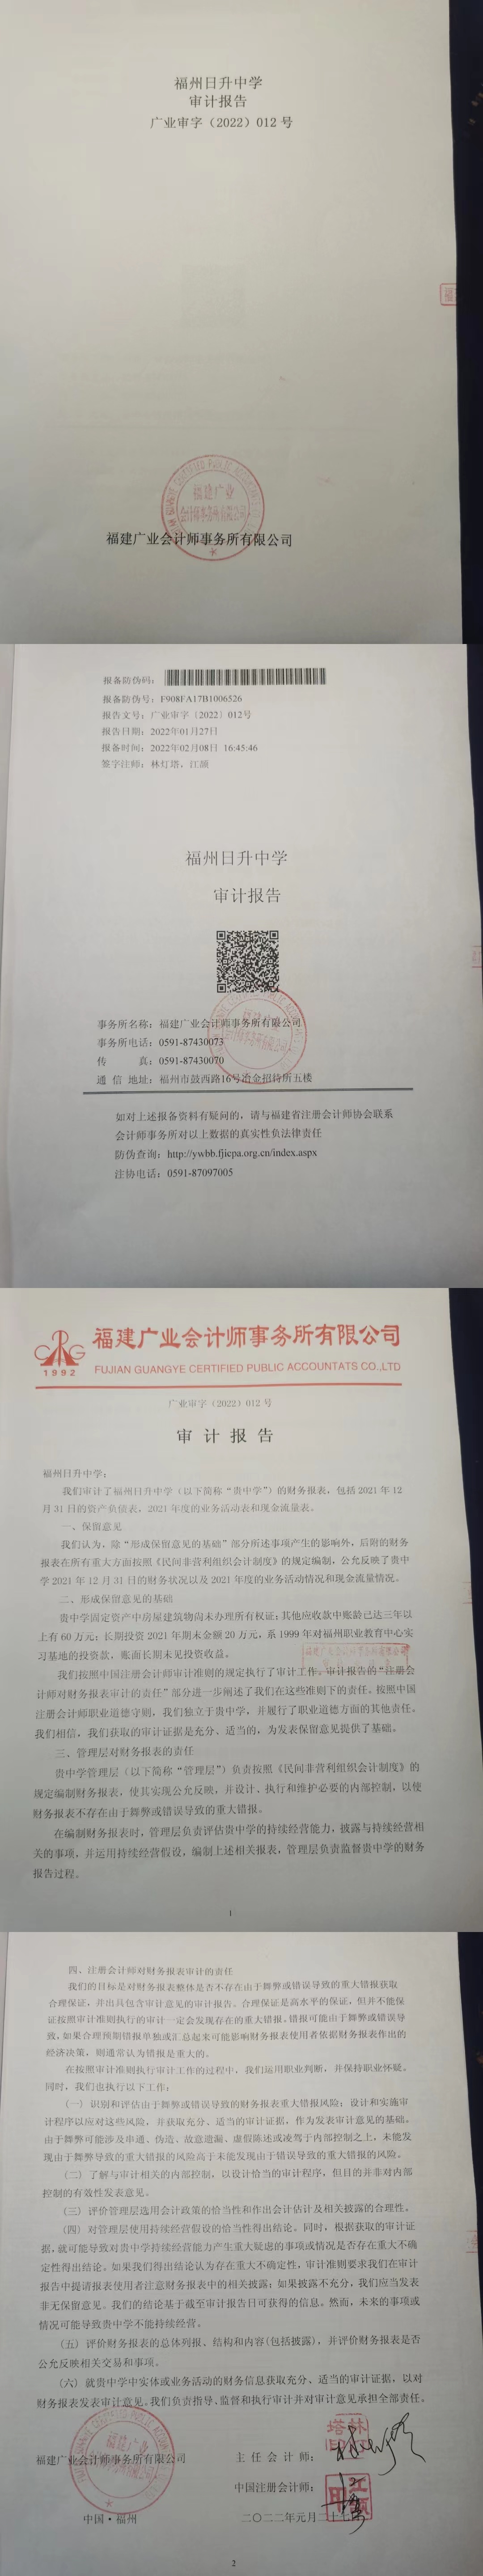 福州日升中学
审计报告
广业审字（2022）012 号
福建广业
会计师事务所有限公司
福建广业会计师事务所有限公司
报备防伪码：
报备防伪号：F908FA17B1006526
报告文号：广业审字〔2022〕012号
报告日期：2022年01月27日
报备时间：2022年02月08日 16:45:46
签字注师：林灯塔、江颉
福州日升中学
审计报告
事务所名称：福建广业会计师事务所有限公司
事务所电话：0591-87430073
传 真：0591-87430070
通 信 地址：福州市鼓西路16号冶金招待所五楼
如对上述报备资料有疑问的，请与福建省注册会计师协会联系
会计师事务所对以上数据的真实性负法律责任
防伪查询：http://ywbb.fjicpa.org.cn/index.aspx
注协电话：0591-87097005
1992
福建广业会计师事务所有限公司
FUJIAN GUANGYE CERTIFIED PUBLIC ACCOUNTATS CO.,LTD
广业审字（2022）012 号
审 计 报 告
福州日升中学：
我们审计了福州日升中学（以下简称“贵中学”）的财务报表，包括 2021 年 12
月 31 日的资产负债表，2021 年度的业务活动表和现金流量表。
一、保留意见
我们认为，除“形成保留意见的基础”部分所述事项产生的影响外，后附的财务
报表在所有重大方面按照《民间非营利组织会计制度》的规定编制，公允反映了贵中
学 2021 年 12 月 31 日的财务状况以及 2021 年度的业务活动情况和现金流量情况。
二、形成保留意见的基础
贵中学固定资产中房屋建筑物尚未办理所有权证；其他应收款中账龄已达三年以
上有 60 万元；长期投资 2021 年期末金额 20 万元，系 1999 年对福州职业教育中心实
习基地的投资款，账面长期未见投资收益。
我们按照中国注册会计师审计准则的规定执行了审计工作。审计报告的“注册会
计师对财务报表审计的责任”部分进一步阐述了我们在这些准则下的责任。按照中国
注册会计师职业道德守则，我们独立于贵中学，并履行了职业道德方面的其他责任。
我们相信，我们获取的审计证据是充分、适当的，为发表保留意见提供了基础。
三、管理层对财务报表的责任
贵中学管理层（以下简称“管理层”）负责按照《民间非营利组织会计制度》的
规定编制财务报表，使其实现公允反映，并设计、执行和维护必要的内部控制，以使
财务报表不存在由于舞弊或错误导致的重大错报。
在编制财务报表时，管理层负责评估贵中学的持续经营能力，披露与持续经营相
关的事项，并运用持续经营假设，编制上述相关报表，管理层负责监督贵中学的财务
报告过程。
1
四、注册会计师对财务报表审计的责任
我们的目标是对财务报表整体是否不存在由于舞弊或错误导致的重大错报获取
合理保证，并出具包含审计意见的审计报告。合理保证是高水平的保证，但并不能保
证按照审计准则执行的审计一定会发现存在的重大错报。错报可能由于舞弊或错误导
致，如果合理预期错报单独或汇总起来可能影响财务报表使用者依据财务报表作出的
经济决策，则通常认为错报是重大的。
在按照审计准则执行审计工作的过程中，我们运用职业判断，并保持职业怀疑。
同时，我们也执行以下工作：
（一）识别和评估由于舞弊或错误导致的财务报表重大错报风险；设计和实施审
计程序以应对这些风险，并获取充分、适当的审计证据，作为发表审计意见的基础。
由于舞弊可能涉及串通、伪造、故意遗漏、虚假陈述或凌驾于内部控制之上，未能发
现由于舞弊导致的重大错报的风险高于未能发现由于错误导致的重大错报的风险。
（二）了解与审计相关的内部控制，以设计恰当的审计程序，但目的并非对内部
控制的有效性发表意见。
（三）评价管理层选用会计政策的恰当性和作出会计估计及相关披露的合理性。
（四）对管理层使用持续经营假设的恰当性得出结论。同时，根据获取的审计证
据，就可能导致对贵中学持续经营能力产生重大疑虑的事项或情况是否存在重大不确
定性得出结论。如果我们得出结论认为存在重大不确定性，审计准则要求我们在审计
报告中提请报表使用者注意财务报表中的相关披露；如果披露不充分，我们应当发表
非无保留意见。我们的结论基于截至审计报告日可获得的信息。然而，未来的事项或
情况可能导致贵中学不能持续经营。
（五）评价财务报表的总体列报、结构和内容（包括披露），并评价财务报表是否
公允反映相关交易和事项。
（六）就贵中学中实体或业务活动的财务信息获取充分、适当的审计证据，以对
财务报表发表审计意见。我们负责指导、监督和执行审计并对审计意见承担全部责任。
福建广业会计师事务所有限公司
主 任 会 计 师：
中国注册会计师：
中国·福州
二〇二二年元月二十七日
2